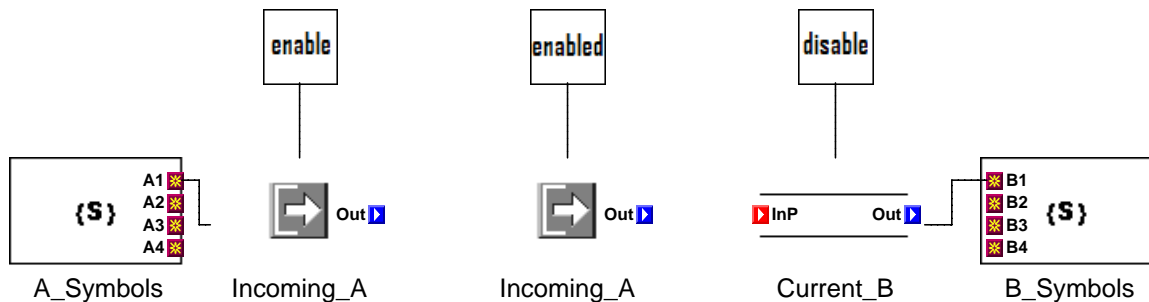 enable
enabled
disable
A1
A2
A3
A4
{S}
Out
Out
InP
Out
B1
B2
B3
B4
{S}
A_Symbols
Incoming_A
Incoming_A
Current_B
B_Symbols